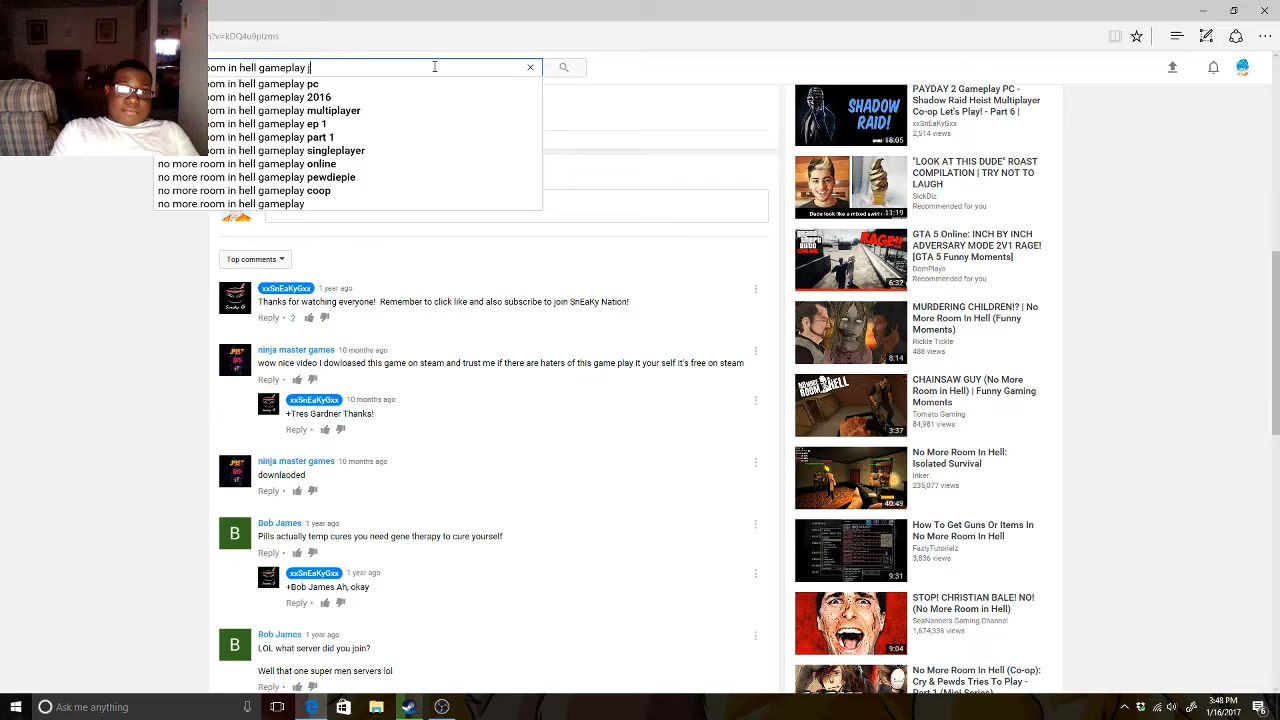 ?v=kDQ4u9pIzms
om in hell gameplay j
om in hell gameplay pc
om in hell gameplay 2016
om in hell gameplay multiplayer
om in hell gameplay ep 1
om in hell gameplay part 1
om in hell gameplay singleplayer
no more room in hell gameplay online
no more room in hell gameplay pewdiepie
no more room in hell gameplay coop
no more room in hell gameplay
Top comments
xxSnEaKyGxx 1 year ago
Thanks for watching everyone! Remember to click like and also subscribe to join SnEaKy Nation!
Reply · 2
ninja master games 10 months ago
wow nice video I dowloased this game on steam and trust me if there are haters of this game play it your self it's free on steam
Reply ·
xxSnEaKyGxx 10 months ago
+Tres Gardner Thanks!
Reply ·
ninja master games 10 months ago
downloded
Reply ·
B
Bob James 1 year ago
Pills actually temp cures you need gene therapy to cure yourself
Reply ·
xxSnEaKyGxx 1 year ago
+Bob James Ah, okay
Reply ·
B
Bob James 1 year ago
LOL what server did you join?
Well that one super men servers lol
Reply ·
SHADOW
RAID!
18:05
PAYDAY 2 Gameplay PC -
Shadow Raid Heist Multiplayer
Co-op Let's Play! - Part 6 |
xxSnEaKyGxx
2,514 views
11:19
"LOOK AT THIS DUDE" ROAST
COMPILATION | TRY NOT TO
LAUGH
SickDiz
Recommended for you
RAGE!!
6:32
GTA 5 Online: INCH BY INCH
ADVERSARY MODE 2V1 RAGE!
[GTA 5 Funny Moments]
DomPlays
Recommended for you
8:14
MURDERING CHILDREN!? | No
More Room In Hell (Funny
Moments)
Rickle Tickle
488 views
NO MORE
ROOM HELL
3:37
CHAINSAW GUY (No More
Room in Hell) | Funny Gaming
Moments
Tomato Gaming
84,981 views
40:49
No More Room In Hell:
Isolated Survival
Inker
235,077 views
9:31
How To Get Guns Or Items In
No More Room In Hell
FazlyTutorialz
3,836 views
9:04
STOP! CHRISTIAN BALE! NO!
(No More Room in Hell)
SeaNanners Gaming Channel
1,674,336 views
No More Room In Hell (Co-op):
Cry & Pewds Tries To Play -
Part 1 (Mini Series)
Ask me anything
3:48 PM
1/16/2017